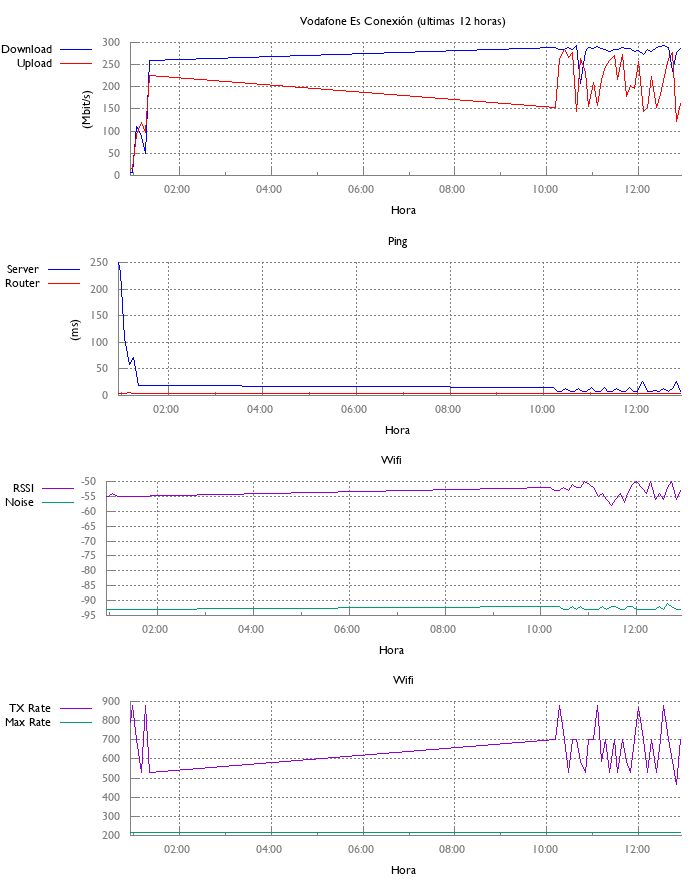 Vodafone Es Conexión (ultimas 12 horas)
Download
Upload
(Mbit/s)
300
250
200
150
100
50
0
02:00 04:00 06:00 08:00 10:00 12:00
Hora
Ping
Server
Router
(ms)
250
200
150
100
50
0
02:00 04:00 06:00 08:00 10:00 12:00
Hora
Wifi
RSSI
Noise
-50
-55
-60
-65
-70
-75
-80
-85
-90
-95
02:00 04:00 06:00 08:00 10:00 12:00
Hora
Wifi
TX Rate
Max Rate
900
800
700
600
500
400
300
200
02:00 04:00 06:00 08:00 10:00 12:00
Hora